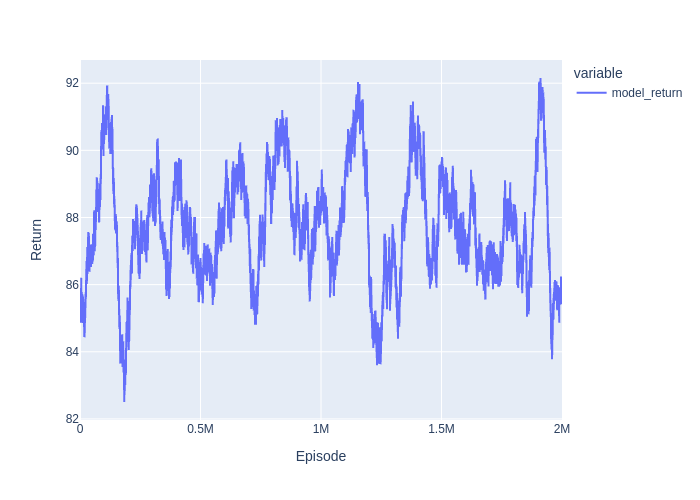 variable
model_return
92
90
88
86
84
82
Return
0
0.5M
1M
1.5M
2M
Episode